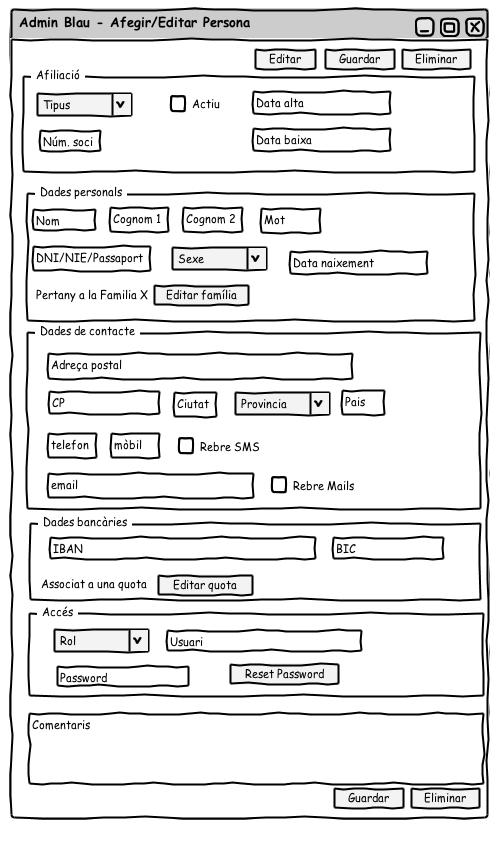 Admin Blau - Afegir/Editar Persona
Editar Guardar Eliminar
Afiliació
Tipus Actiu Data alta
Núm. soci Data baixa
Dades personals
Nom Cognom 1 Cognom 2 Mot
DNI/NIE/Passaport Sexe Data naixement
Pertany a la Familia X Editar família
Dades de contacte
Adreça postal
CP Ciutat Provincia Pais
telefon mòbil Rebre SMS
email Rebre Mails
Dades bancàries
IBAN BIC
Associat a una quota Editar quota
Accés
Rol Usuari
Password Reset Password
Comentaris
Guardar Eliminar